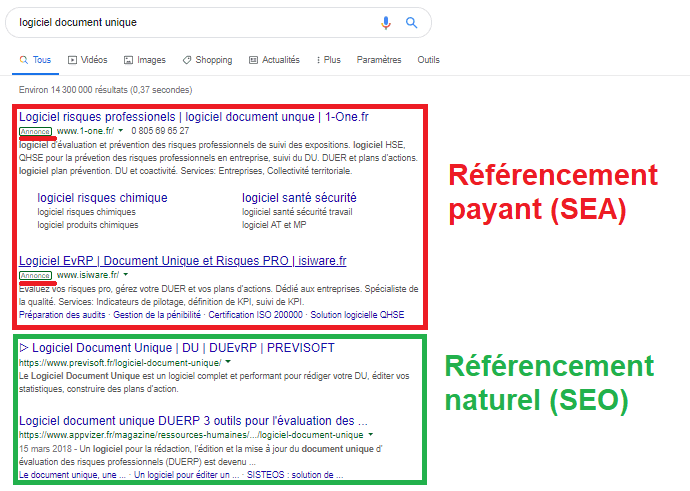 logiciel document unique
Tous Vidéos Images Shopping Actualités Plus Paramètres Outils
Environ 14 300 000 résultats (0,37 secondes)
Logiciel risques professionels | logiciel document unque | 1-One.fr
Annonce www.1-one.fr/ 0 805 69 65 27
logiciel d'évaluation et prévention des risques professionnels de suivi des expositions. logiciel HSE,
QHSE pour la prévetion des risques professionnels en entreprise, suivi du DU. DUER et plans d'actions.
logiciel plan prévention. DU et coactivité. Services: Entreprises, Collectivité territoriale.
logiciel risques chimique
logiciel risques chimiques
logiciel produits chimiques
logiciel santé sécurité
logiiciel santé sécurité travail
logiciel AT et MP
Référencement
payant (SEA)
Logiciel EvRP | Document Unique et Risques PRO | isiware.fr
Annonce www.isiware.fr/
Evaluez vos risques pro, gérez votre DUER et vos plans d'actions. Dédié aux entreprises. Spécialiste de
la qualité. Services: Indicateurs de pilotage, définition de KPI, suivi de KPI.
Préparation des audits · Gestion de la pénibilité · Certification ISO 200000 · Solution logicielle QHSE
▷ Logiciel Document Unique | DU | DUEvRP | PREVISOFT
https://www.previsoft.fr/logiciel-document-unique/
Le Logiciel Document Unique est un logiciel complet et performant pour rédiger votre DU, éditer vos
statistiques, construire des plans d'action.
Référencement
naturel (SEO)
Logiciel document unique DUERP 3 outils pour l'évaluation des ...
https://www.appvizer.fr/magazine/ressources-humaines/.../logiciel-document-unique
15 mars 2018 - Un logiciel pour la rédaction, l'édition et la mise à jour du document unique d'
évaluation des risques professionnels (DUERP) est devenu ...
Le document unique, une ... · Un logiciel pour éditer un ... · SISTEOS : solution de ...